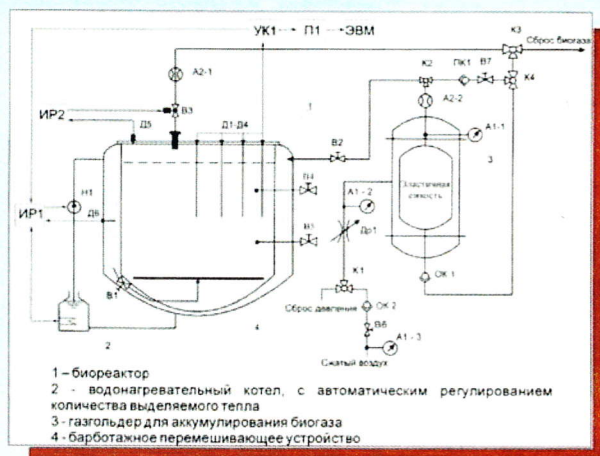 УК1 П1 ЭВМ
К3
Сброс биогаза
А2-1
К2 ПК1 В7
К4
ИР2
В3
1
А2-2
Д5
Д1-Д4
В2
А1-1
3
Эластичная
емкость
Н1
А1 - 2
ИР1
Д6
Др1
В1
К1
ОК 1
Сброс давления
ОК 2
2
4
В6
А1 - 3
Сжатый воздух
1 – биореактор
2 - водонагревательный котел, с автоматическим регулированием
количества выделяемого тепла
3 - газгольдер для аккумулирования биогаза
4 - барботажное перемешивающее устройство